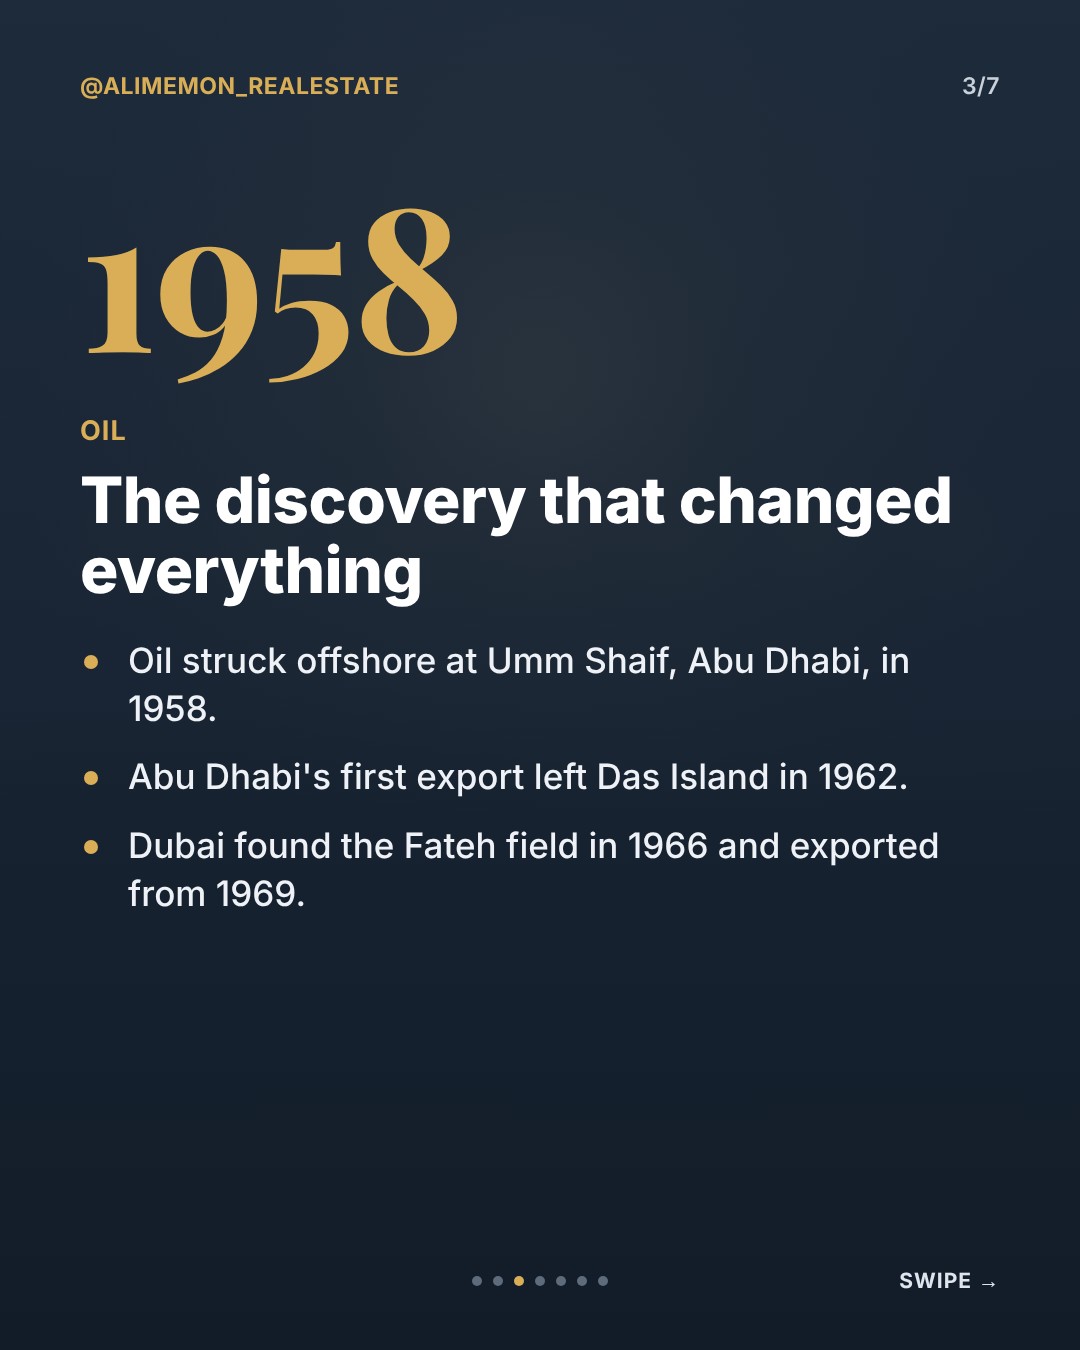 @ALIMEMON_REALESTATE
3/7
1958
OIL
The discovery that changed
everything
• Oil struck offshore at Umm Shaif, Abu Dhabi, in
1958.
• Abu Dhabi's first export left Das Island in 1962.
• Dubai found the Fateh field in 1966 and exported
from 1969.
SWIPE →